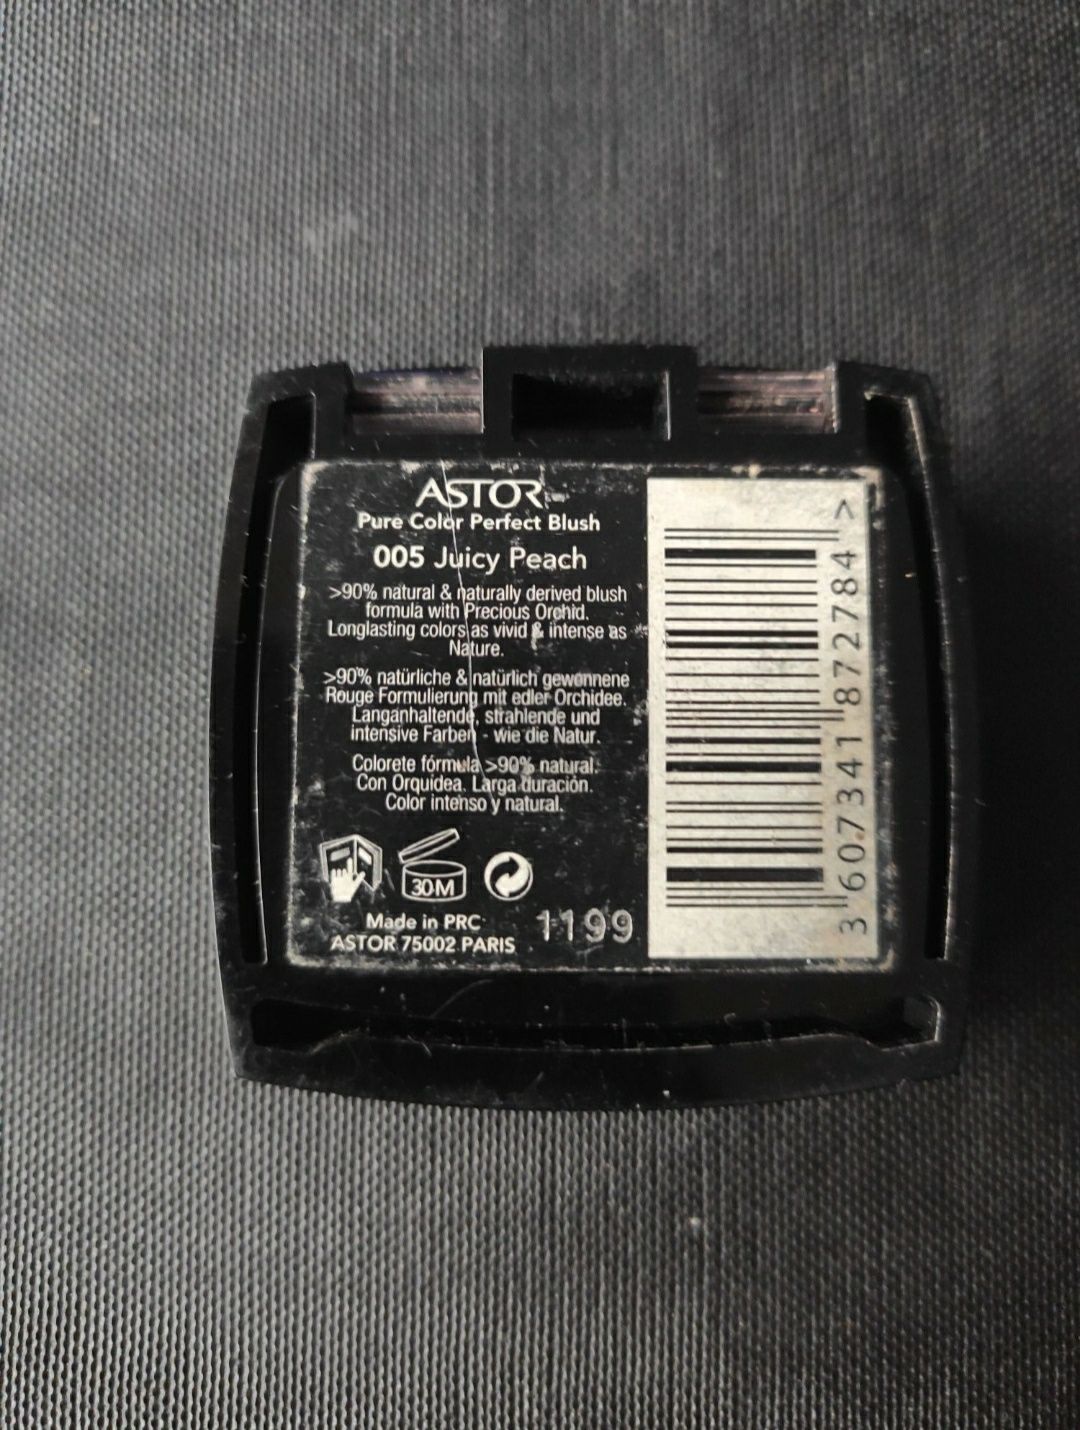 ASTOR
Pure Color Perfect Blush
005 Juicy Peach
>90% natural & naturally derived blush
formula with Precious Orchid.
Longlasting colors as vivid & intense as
Nature.
>90% natürliche & natürlich gewonnene
Rouge Formulierung mit edler Orchidee.
Langanhaltende, strahlende und
intensive Farben - wie die Natur.
Colorete fórmula >90% natural.
Con Orquidea. Larga duración.
Color intenso y natural.
30M
Made in PRC
ASTOR 75002 PARIS
1199
3 607341 872784 >